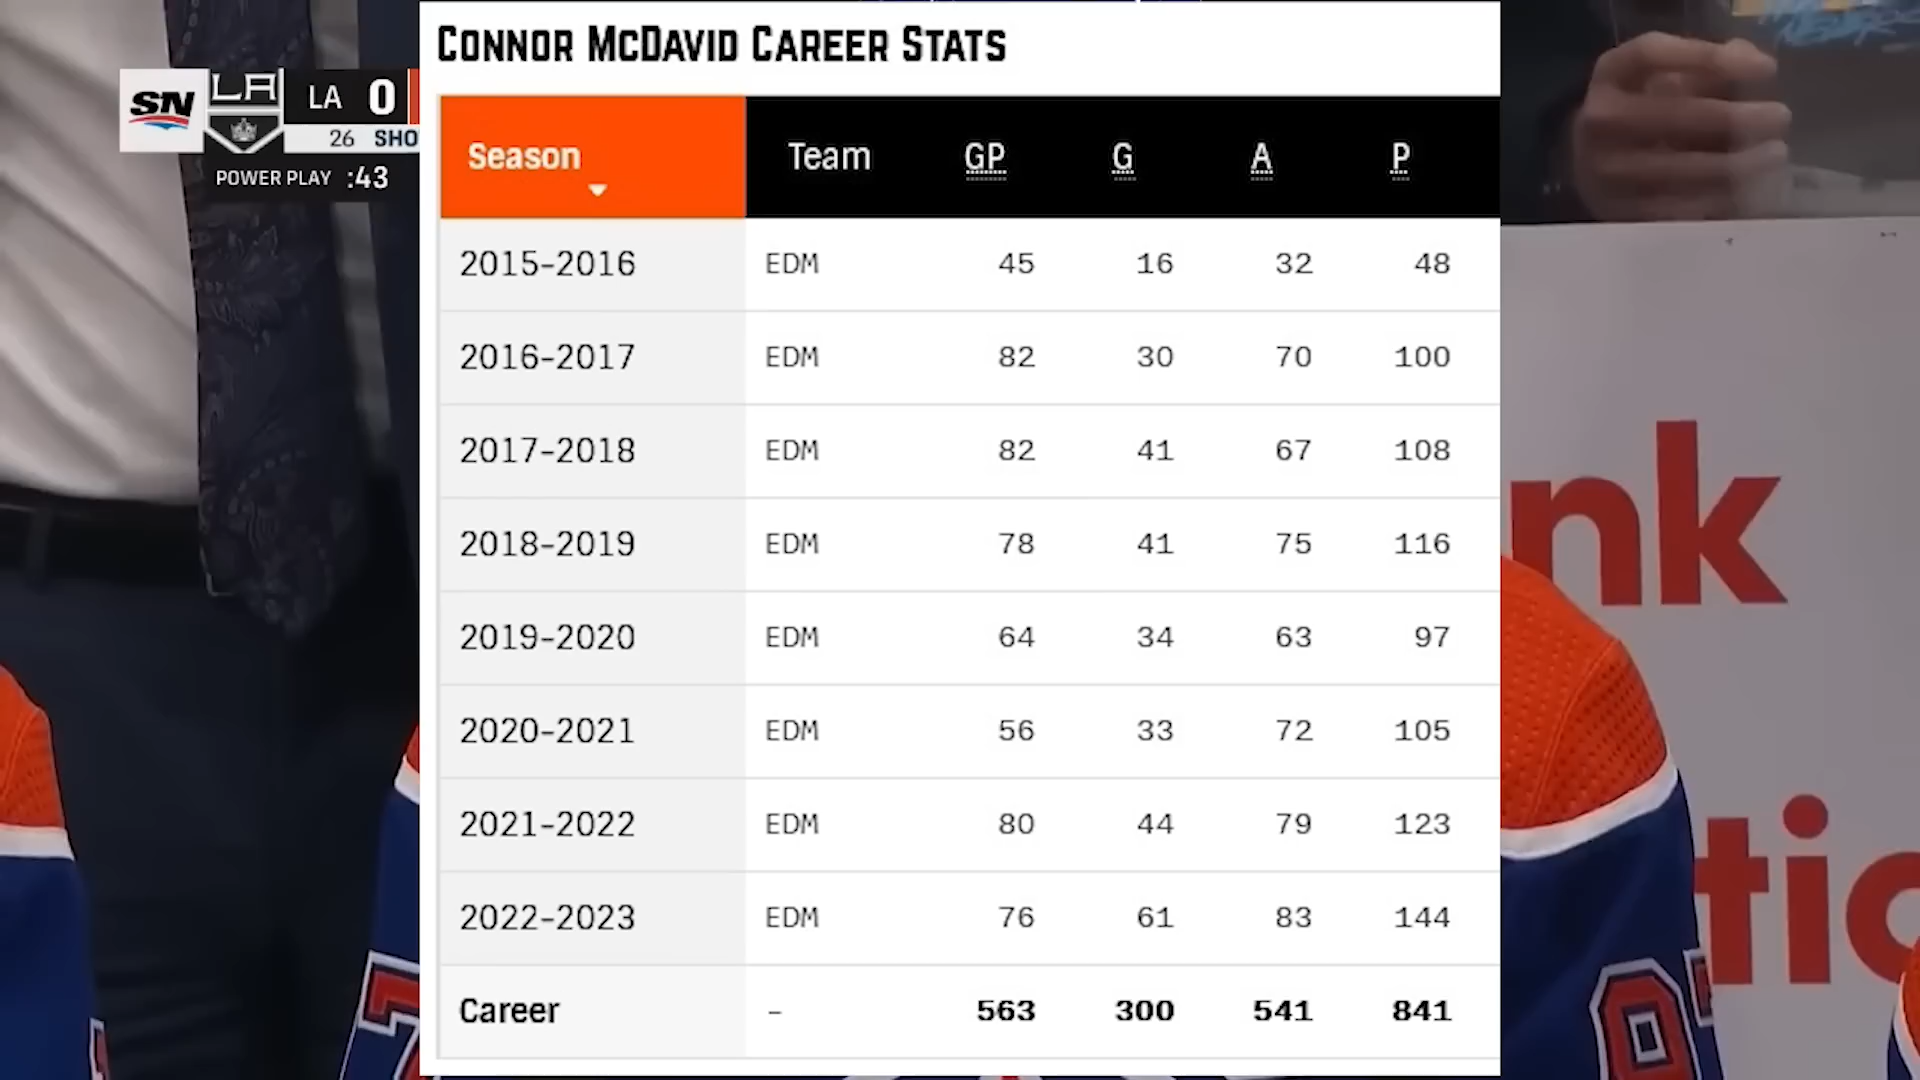 CONNOR MCDAVID CAREER STATS
SN LA LA 0
26 SHO
POWER PLAY :43
Season Team GP G A P
2015-2016 EDM 45 16 32 48
2016-2017 EDM 82 30 70 100
2017-2018 EDM 82 41 67 108
2018-2019 EDM 78 41 75 116
2019-2020 EDM 64 34 63 97
2020-2021 EDM 56 33 72 105
2021-2022 EDM 80 44 79 123
2022-2023 EDM 76 61 83 144
Career - 563 300 541 841
nk
tio